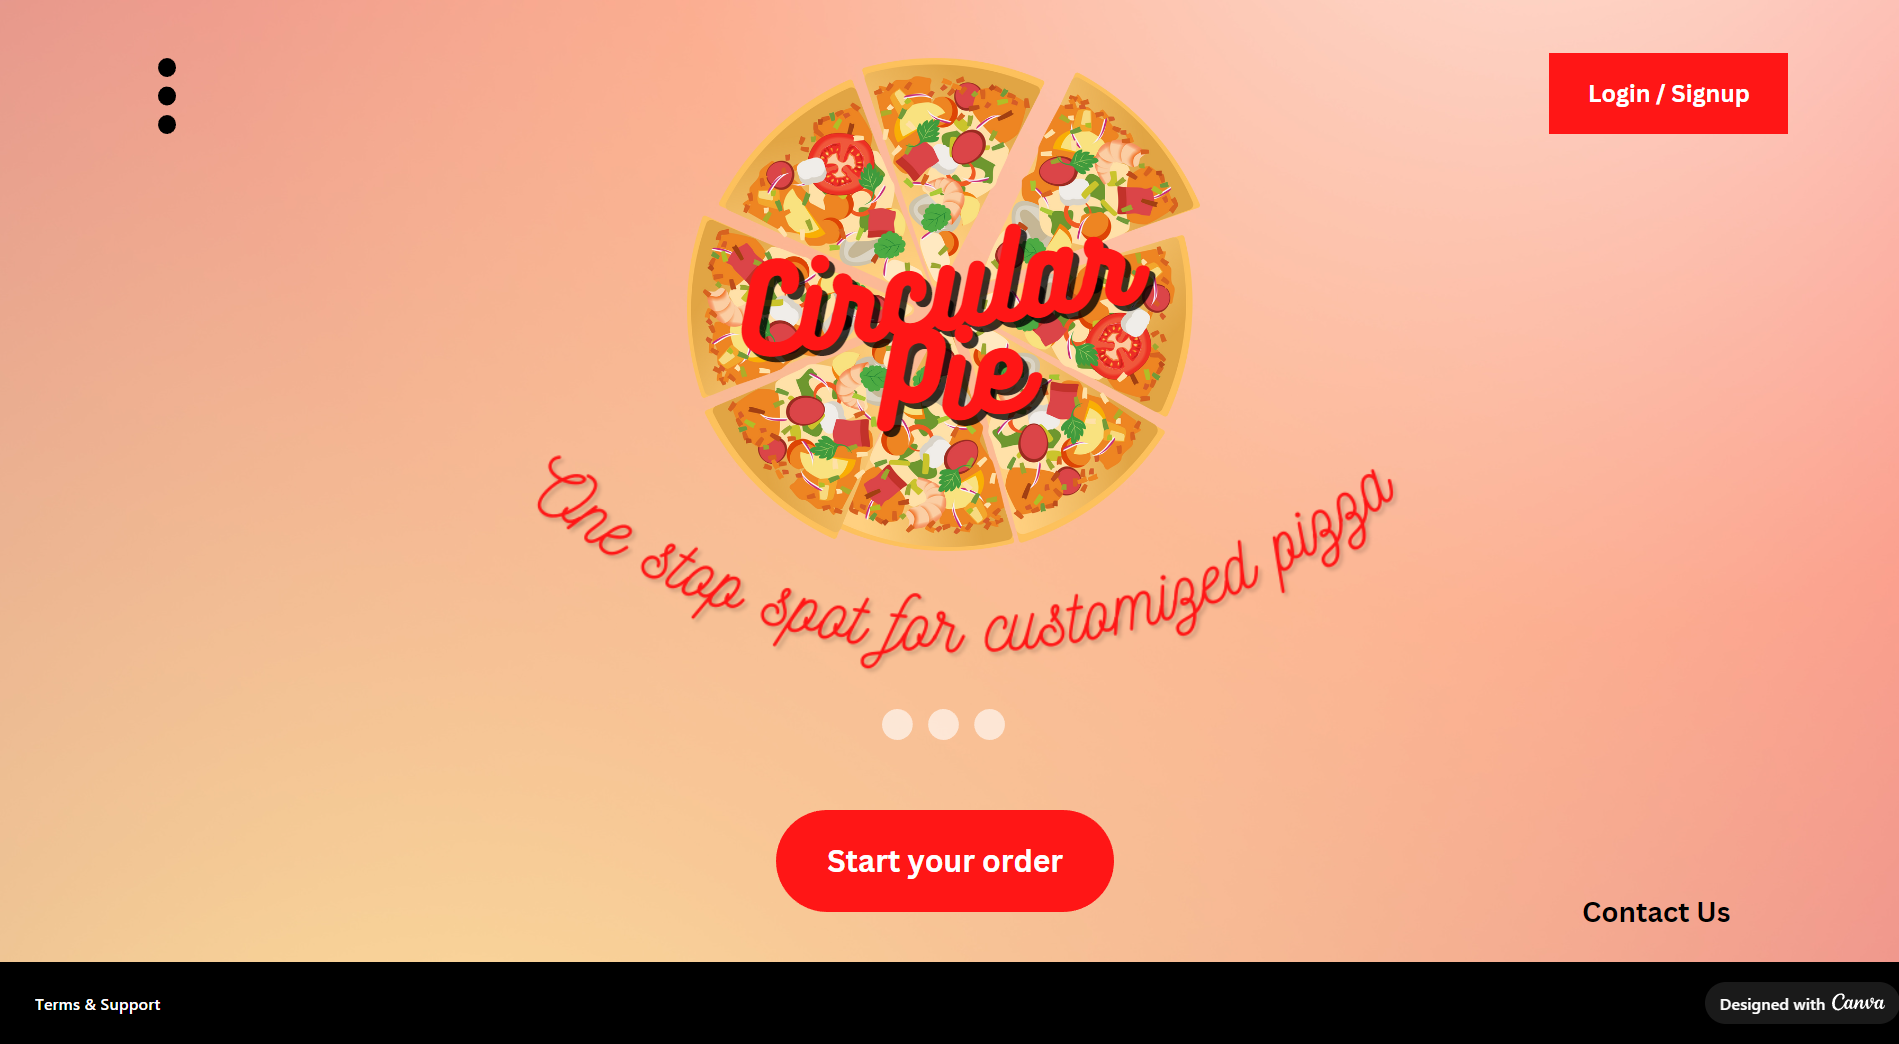 Login / Signup
Circular
Pie
One stop spot for customized pizza
Start your order
Contact Us
Terms & Support
Designed with Canva